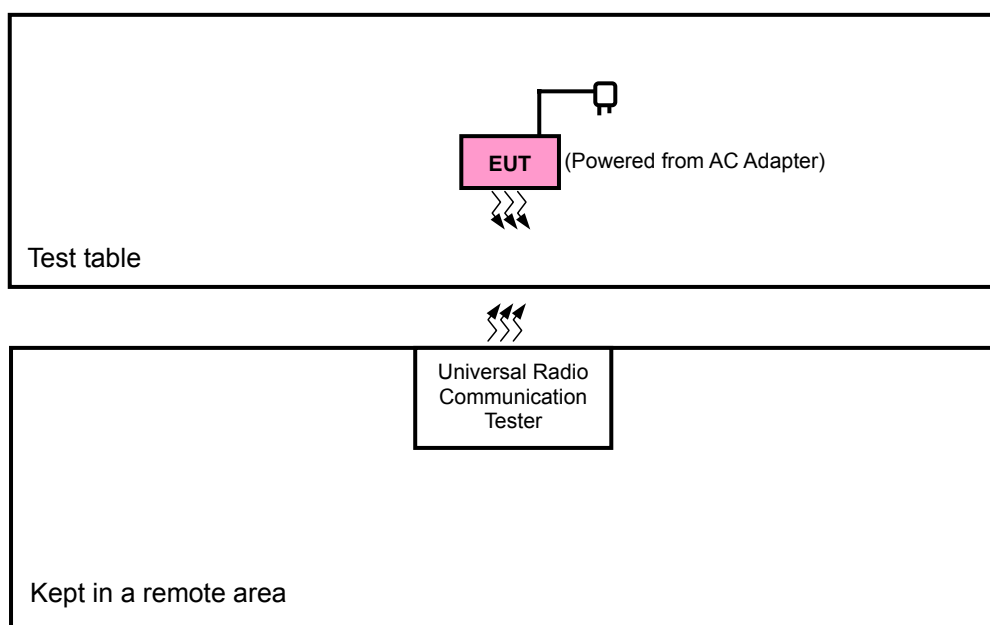 EUT
(Powered from AC Adapter)
Test table
Universal Radio
Communication
Tester
Kept in a remote area